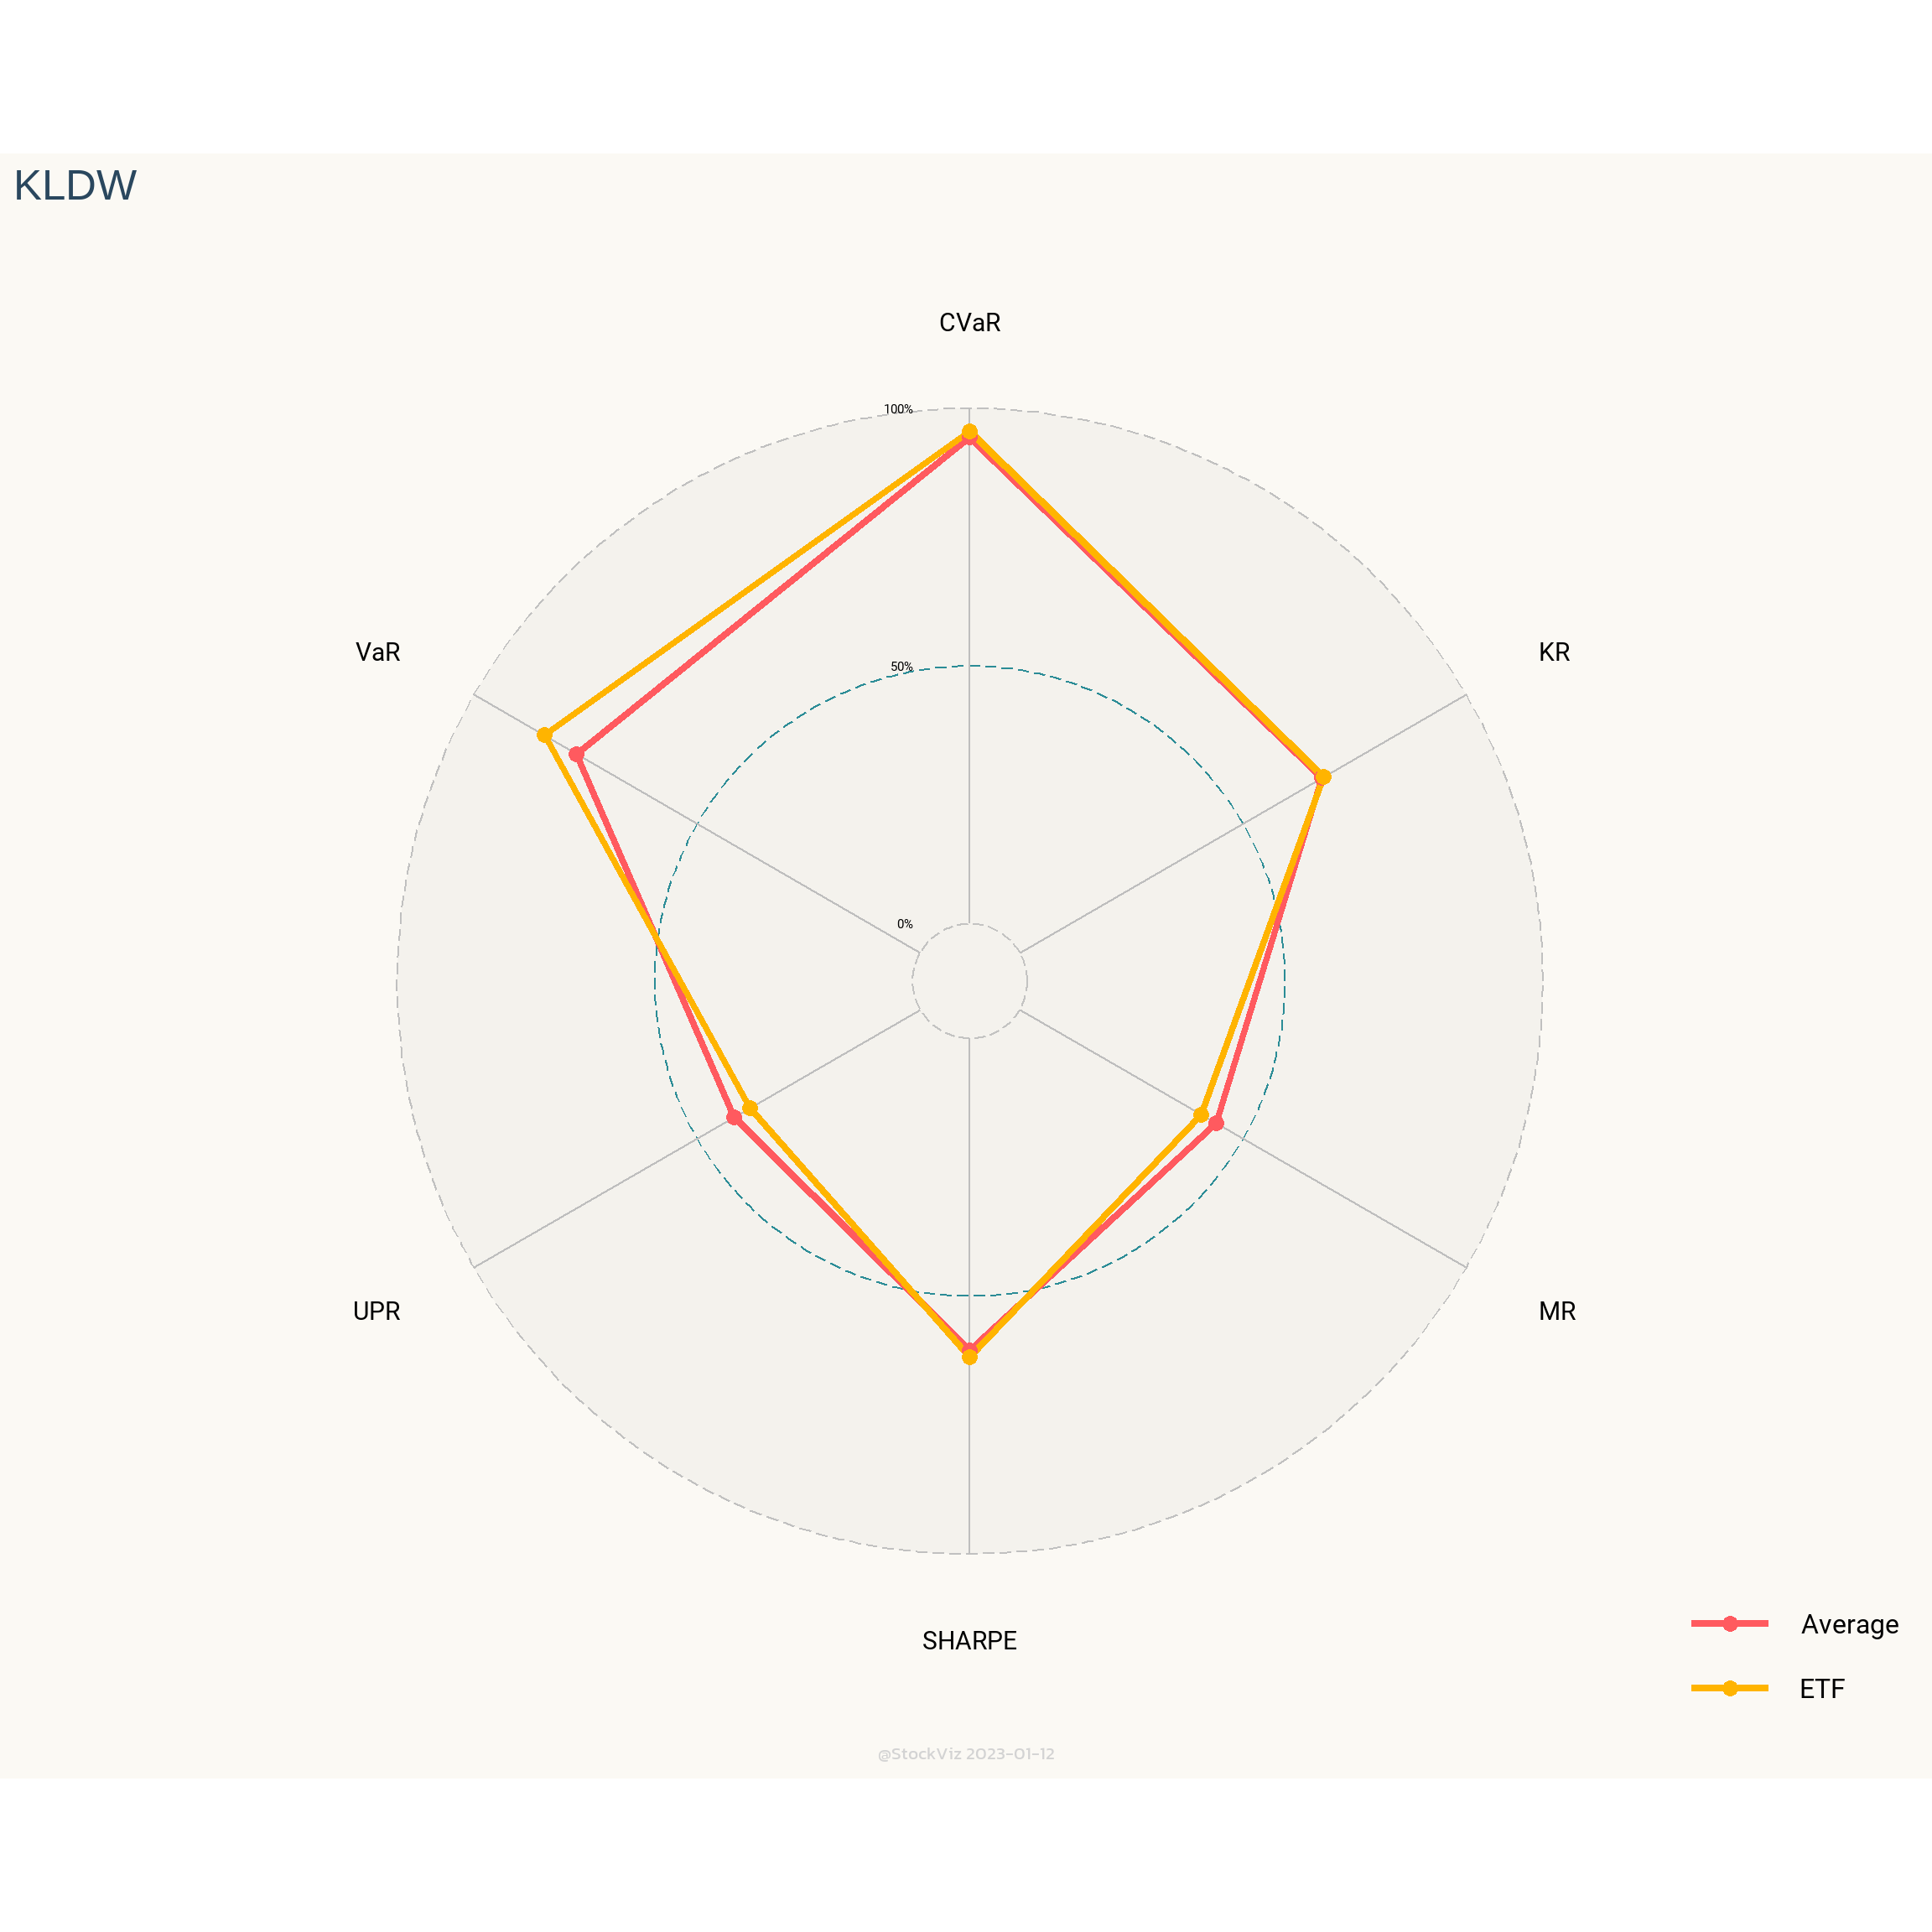 KLDW
CVaR
100%
VaR
KR
50%
0%
UPR
MR
SHARPE
Average
ETF
@StockViz 2023-01-12